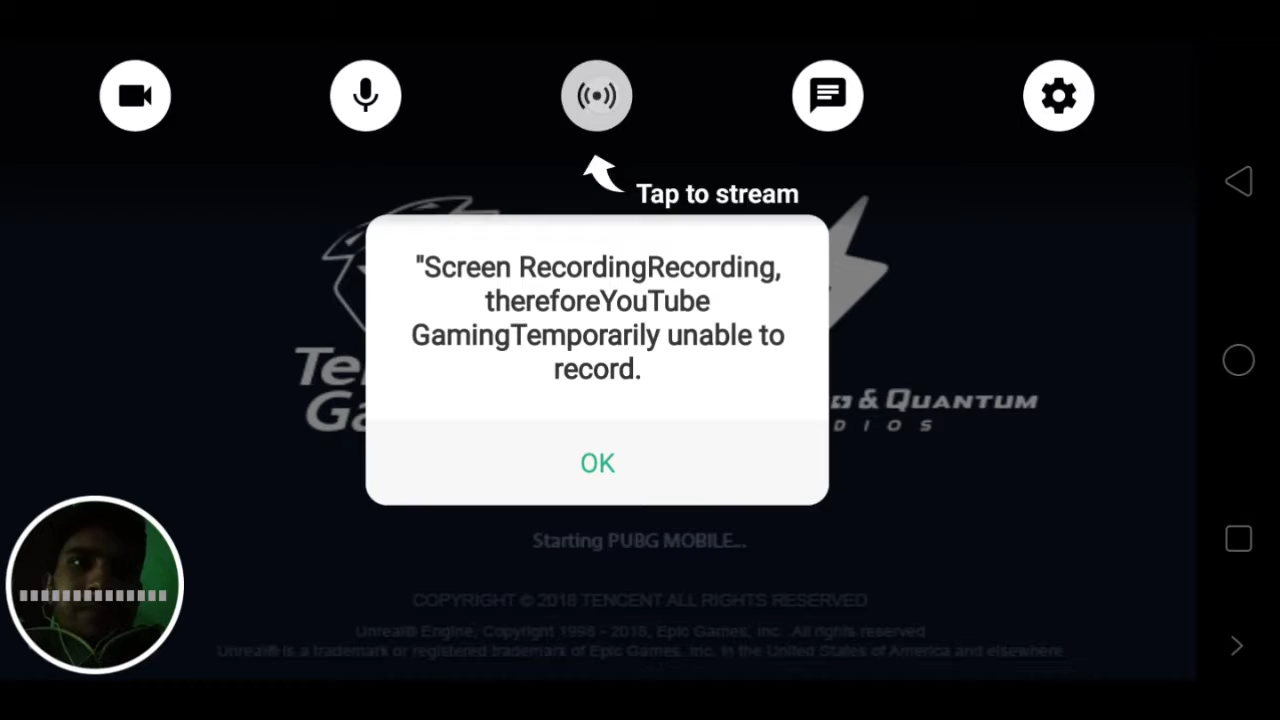 Tap to stream
"Screen RecordingRecording,
thereforeYouTube
GamingTemporarily unable to
record.
OK
Te
Ga
& QUANTUM
D I O S
Starting PUBG MOBILE...
COPYRIGHT © 2018 TENCENT ALL RIGHTS RESERVED
Unreal® Engine, Copyright 1998 - 2018, Epic Games, Inc. All rights reserved
Unreal® is a trademark or registered trademark of Epic Games, Inc. in the United States of America and elsewhere